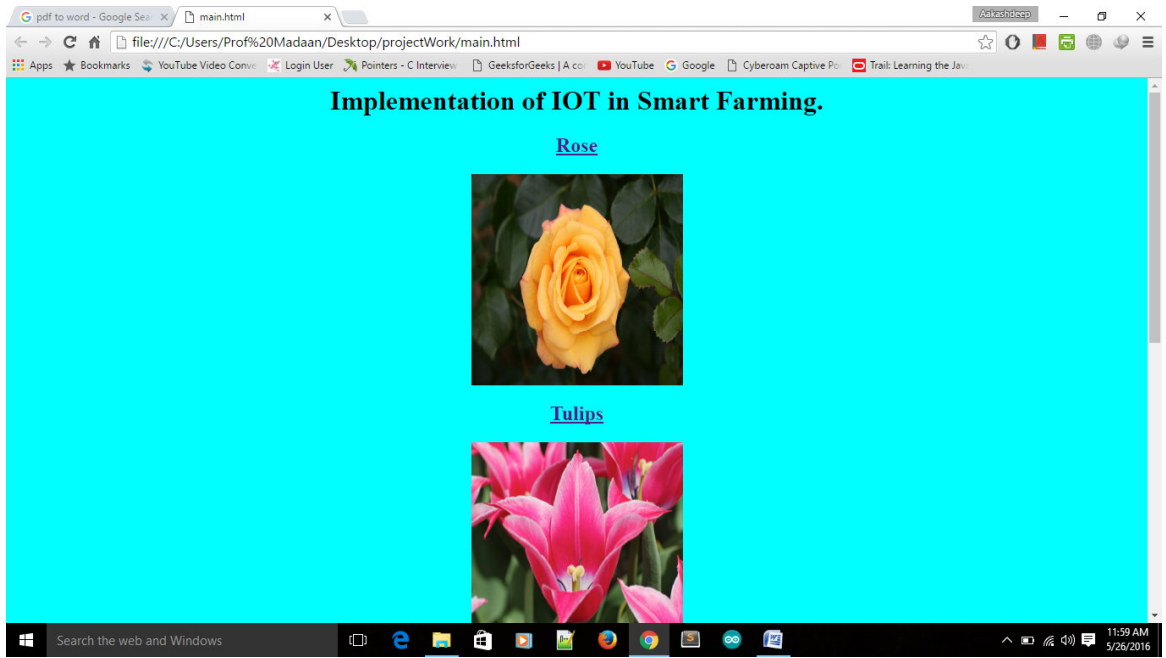 pdf to word - Google Sea
main.html
Aakashdeep
file:///C:/Users/Prof%20Madaan/Desktop/projectWork/main.html
Apps Bookmarks YouTube Video Conve Login User Pointers - C Interview GeeksforGeeks | A co YouTube Google Cyberoam Captive Po Trail: Learning the Jav
Implementation of IOT in Smart Farming.
Rose
Tulips
Search the web and Windows
11:59 AM
5/26/2016